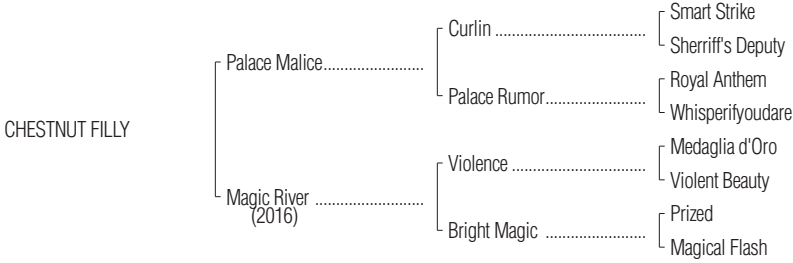 CHESTNUT FILLY
Palace Malice........................
Magic River ..........................
(2016)
Curlin ....................................
Palace Rumor........................
Violence ................................
Bright Magic ........................
Smart Strike
Sherriff's Deputy
Royal Anthem
Whisperifyoudare
Medaglia d'Oro
Violent Beauty
Prized
Magical Flash